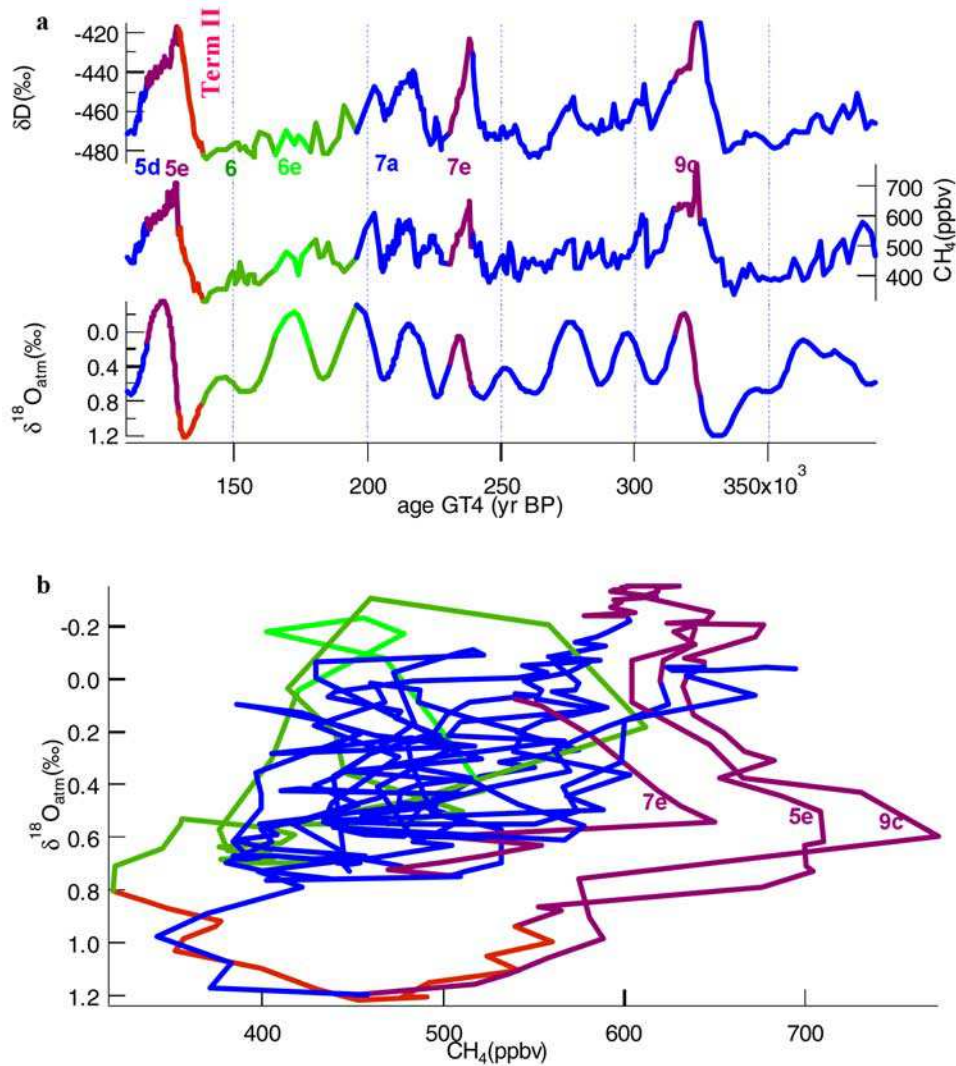 a
-420
-440
-460
-480
δD(‰)
Term II
5d 5e 6 6e 7a 7e 9c
700
600
500
400
CH4(ppbv)
0.0
0.4
0.8
1.2
δ18Oatm(‰)
150 200 250 300 350x10³
age GT4 (yr BP)
b
-0.2
0.0
0.2
0.4
0.6
0.8
1.0
1.2
δ18Oatm(‰)
7e
5e
9c
400 500 600 700
CH4(ppbv)